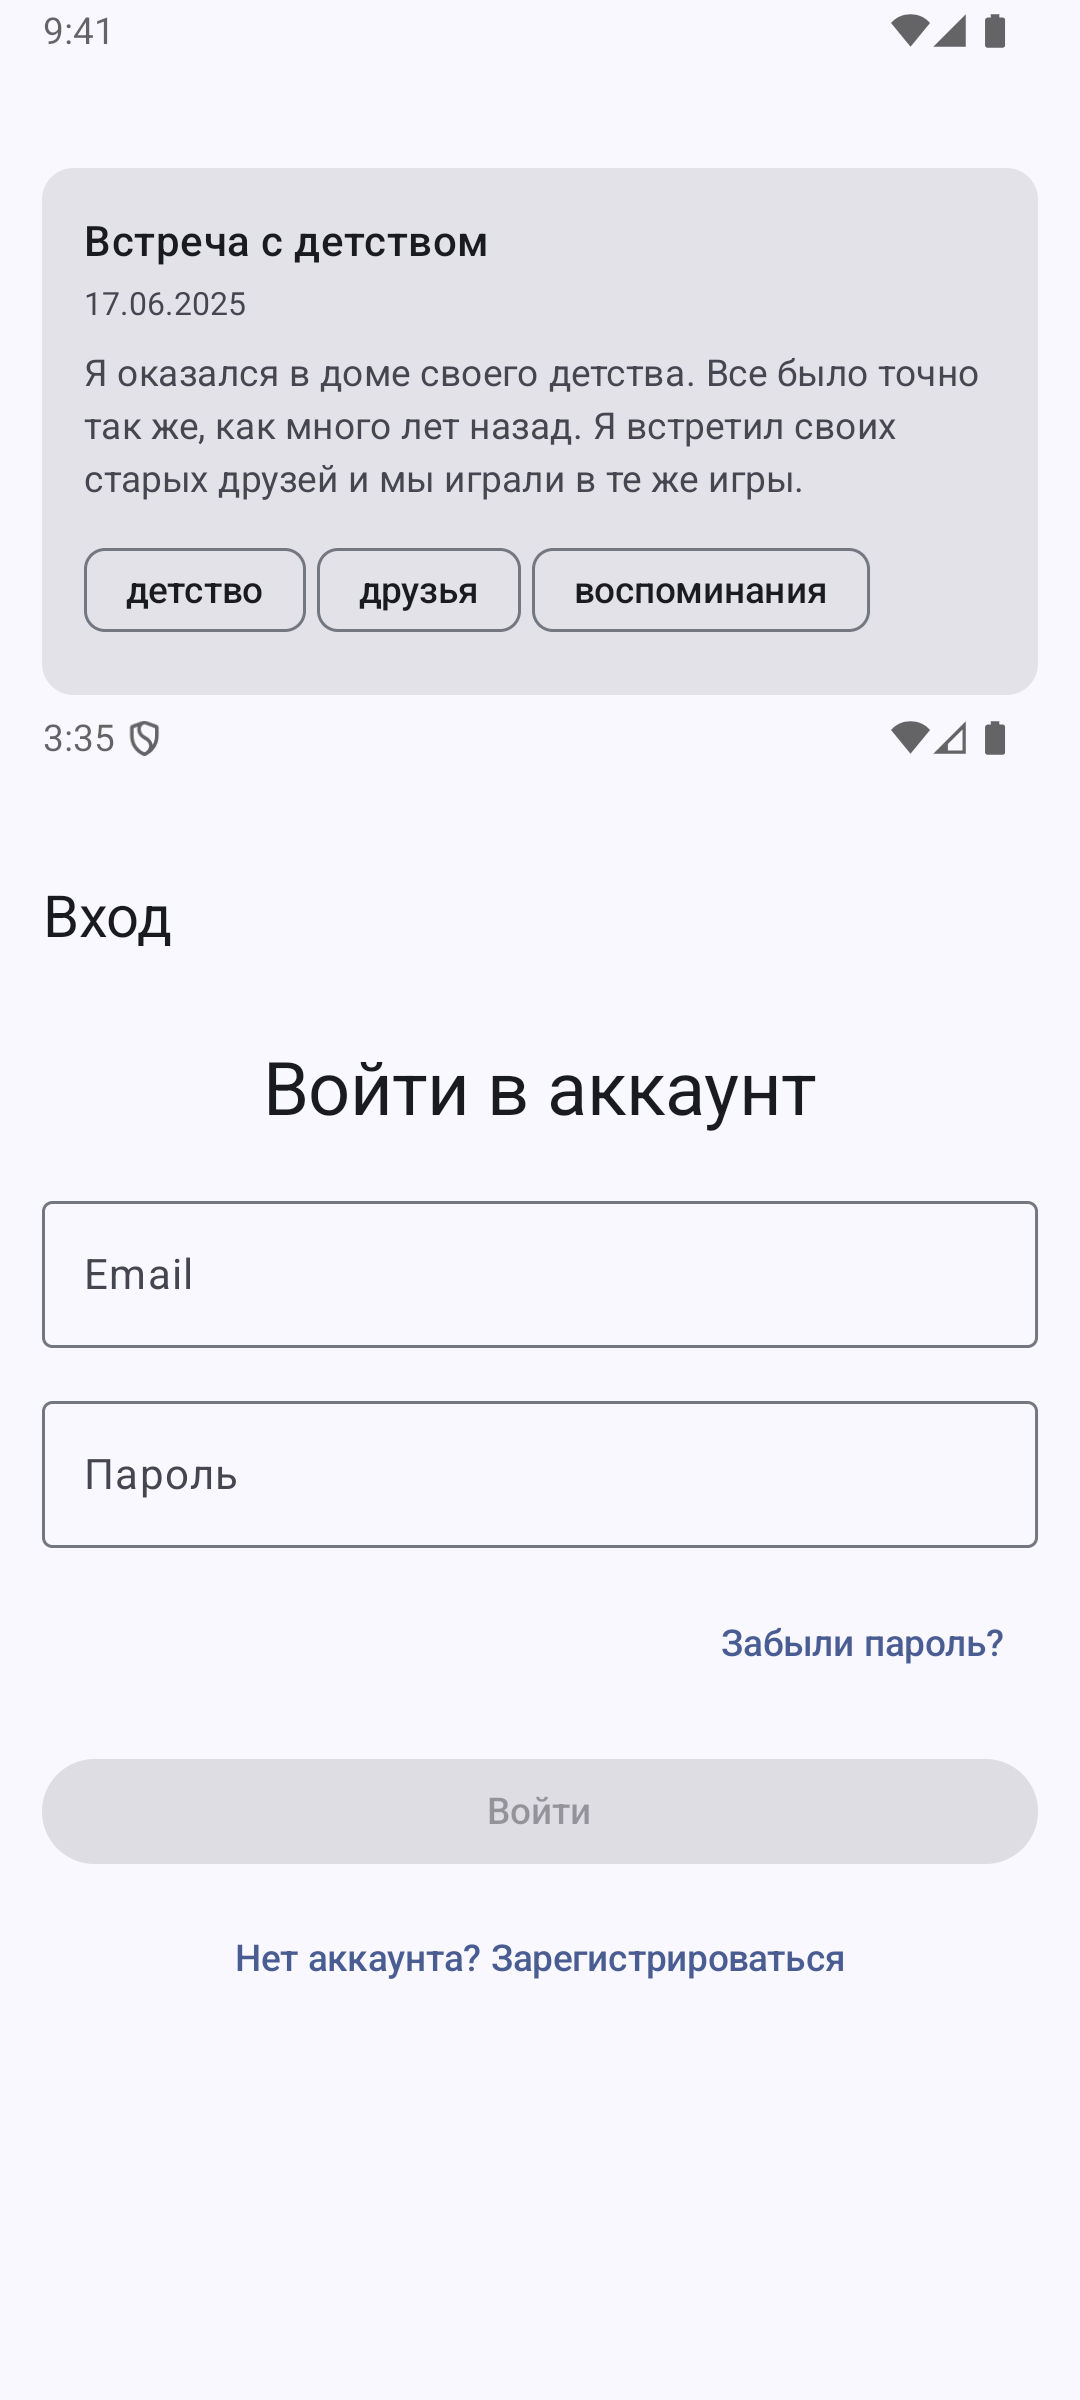 9:41
Встреча с детством
17.06.2025
Я оказался в доме своего детства. Все было точно
так же, как много лет назад. Я встретил своих
старых друзей и мы играли в те же игры.
детство друзья воспоминания
3:35
Вход
Войти в аккаунт
Email
Пароль
Забыли пароль?
Войти
Нет аккаунта? Зарегистрироваться